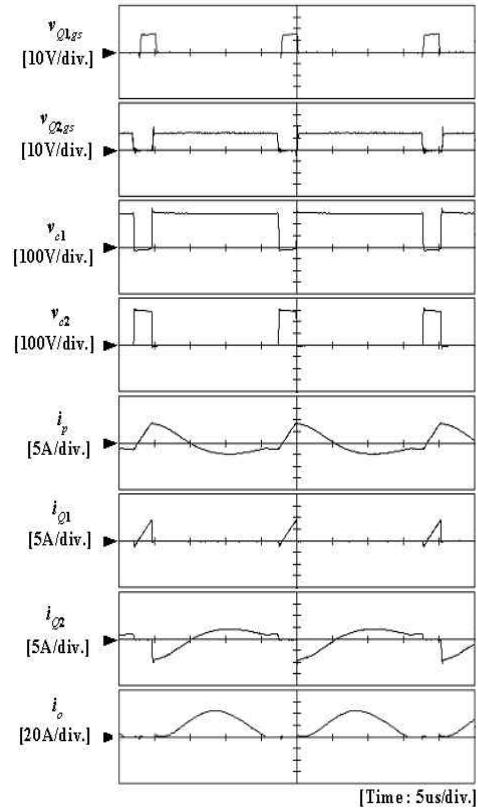 v_Q1,gs
[10V/div.]
v_Q2,gs
[10V/div.]
v_c1
[100V/div.]
v_c2
[100V/div.]
i_p
[5A/div.]
i_Q1
[5A/div.]
i_Q2
[5A/div.]
i_o
[20A/div.]
[Time : 5us/div.]